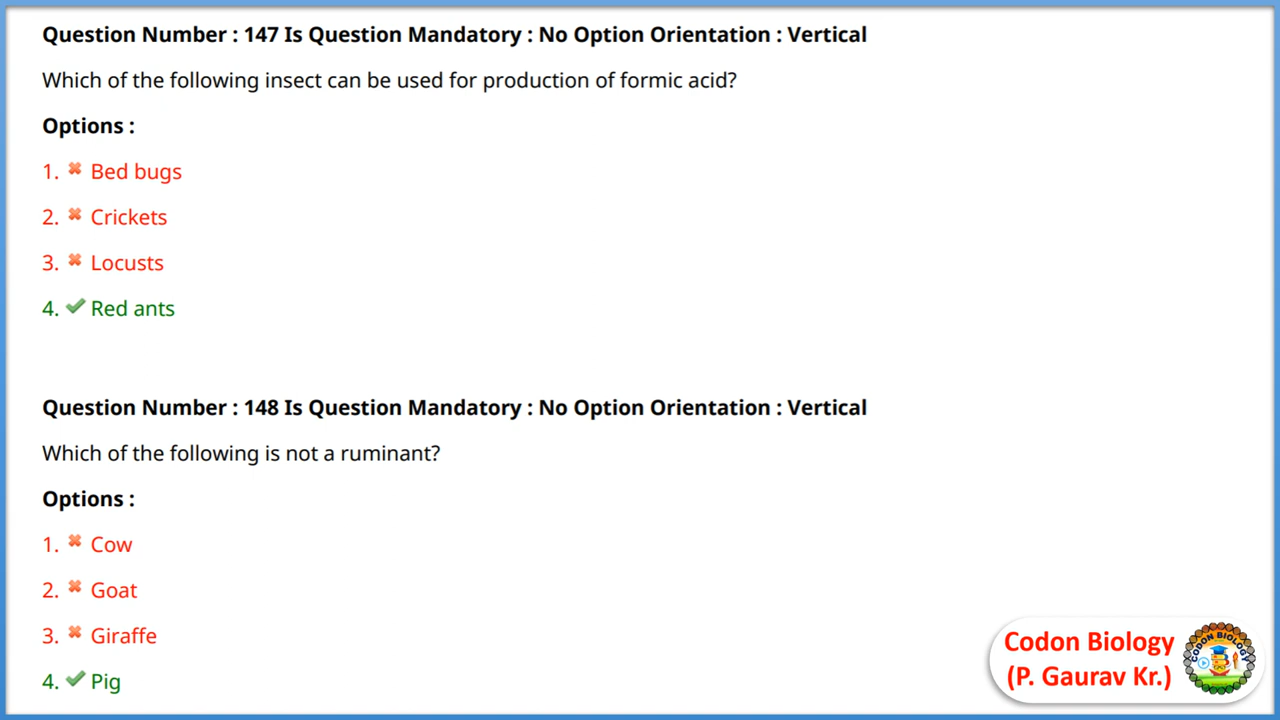 Question Number : 147 Is Question Mandatory : No Option Orientation : Vertical
Which of the following insect can be used for production of formic acid?
Options :
1. Bed bugs
2. Crickets
3. Locusts
4. Red ants
Question Number : 148 Is Question Mandatory : No Option Orientation : Vertical
Which of the following is not a ruminant?
Options :
1. Cow
2. Goat
3. Giraffe
4. Pig
Codon Biology
(P. Gaurav Kr.)
CODON BIOLOGY